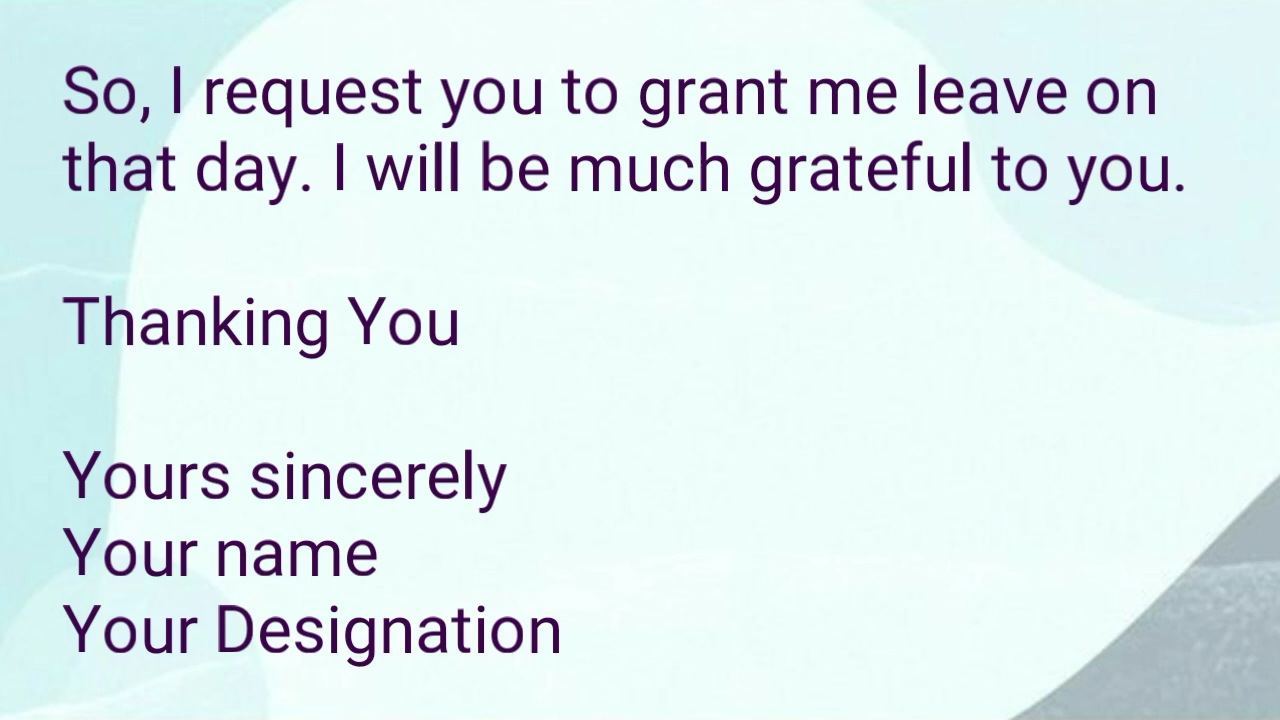 So, I request you to grant me leave on
that day. I will be much grateful to you.
Thanking You
Yours sincerely
Your name
Your Designation